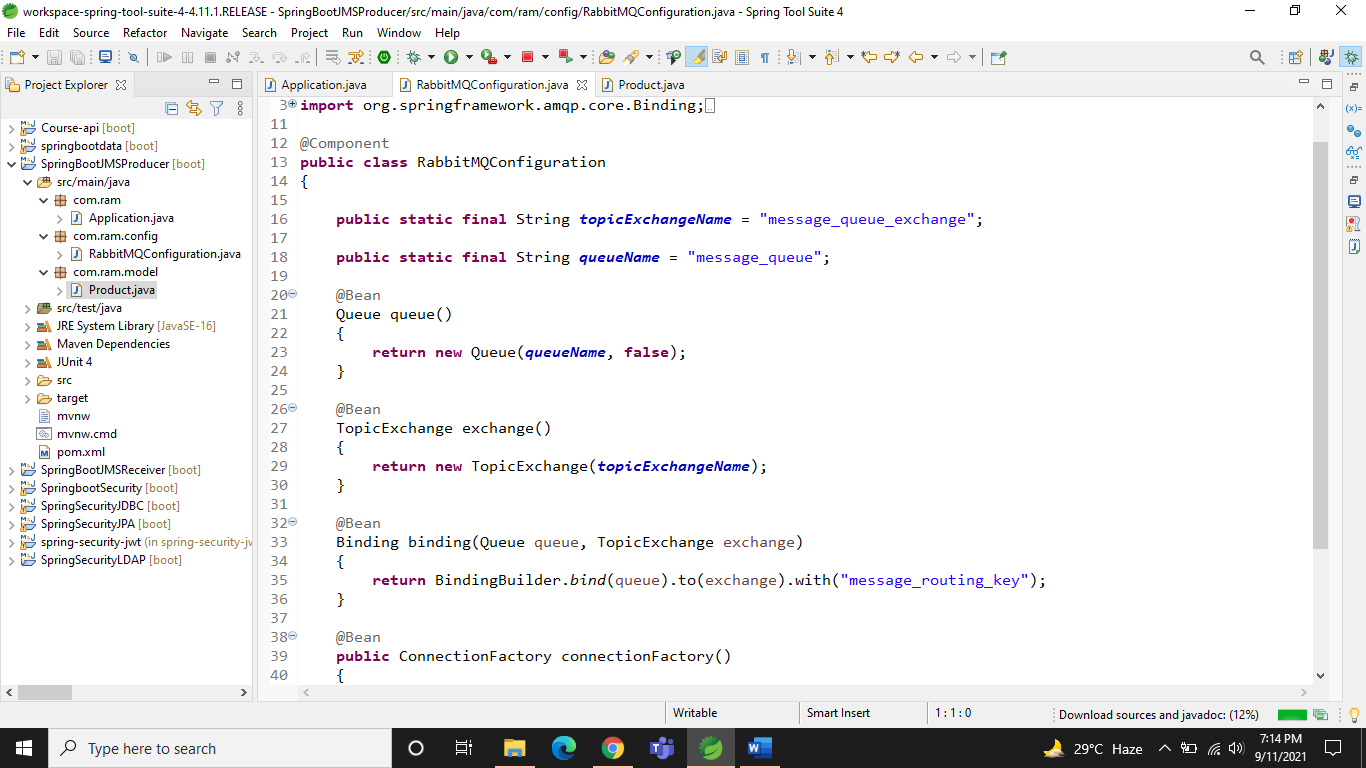 workspace-spring-tool-suite-4-4.11.1.RELEASE - SpringBootJMSProducer/src/main/java/com/ram/config/RabbitMQConfiguration.java - Spring Tool Suite 4
File Edit Source Refactor Navigate Search Project Run Window Help
Project Explorer
Course-api [boot]
springbootdata [boot]
SpringBootJMSProducer [boot]
src/main/java
com.ram
Application.java
com.ram.config
RabbitMQConfiguration.java
com.ram.model
Product.java
src/test/java
JRE System Library [JavaSE-16]
Maven Dependencies
JUnit 4
src
target
mvnw
mvnw.cmd
pom.xml
SpringBootJMSReceiver [boot]
SpringbootSecurity [boot]
SpringSecurityJDBC [boot]
SpringSecurityJPA [boot]
spring-security-jwt (in spring-security-jw
SpringSecurityLDAP [boot]
Application.java RabbitMQConfiguration.java Product.java
3 import org.springframework.amqp.core.Binding;
11
12 @Component
13 public class RabbitMQConfiguration
14 {
15
16 public static final String topicExchangeName = "message_queue_exchange";
17
18 public static final String queueName = "message_queue";
19
20 @Bean
21 Queue queue()
22 {
23 return new Queue(queueName, false);
24 }
25
26 @Bean
27 TopicExchange exchange()
28 {
29 return new TopicExchange(topicExchangeName);
30 }
31
32 @Bean
33 Binding binding(Queue queue, TopicExchange exchange)
34 {
35 return BindingBuilder.bind(queue).to(exchange).with("message_routing_key");
36 }
37
38 @Bean
39 public ConnectionFactory connectionFactory()
40 {
Writable Smart Insert 1 : 1 : 0 Download sources and javadoc: (12%)
Type here to search
29°C Haze
7:14 PM
9/11/2021